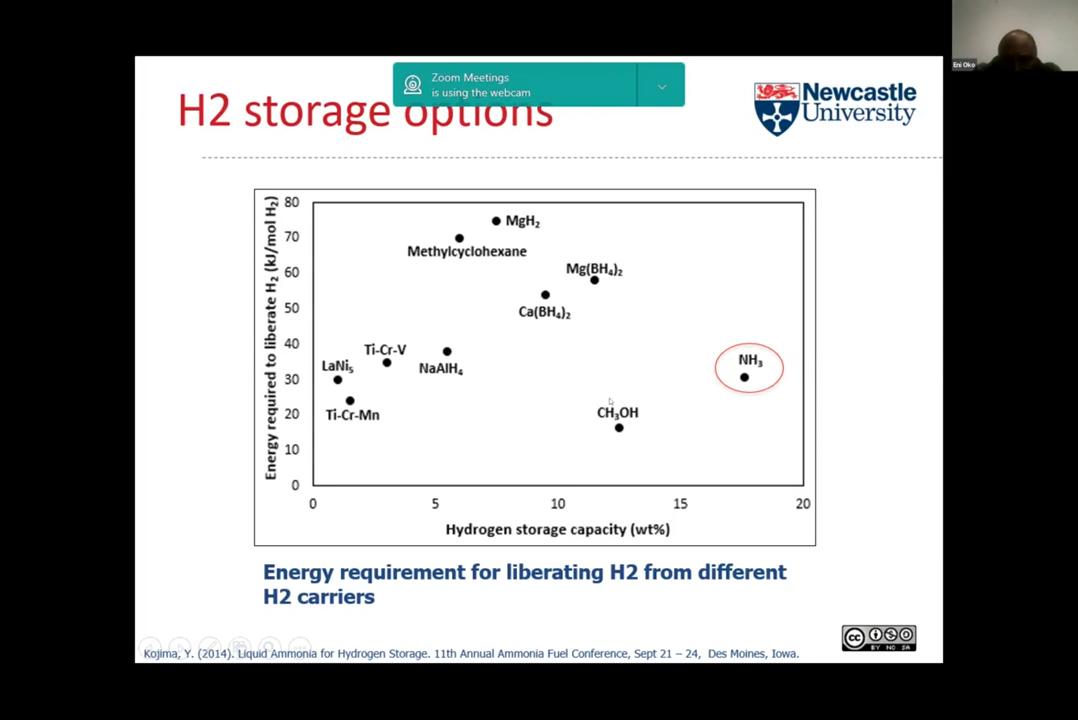 Eni Oko
Zoom Meetings
is using the webcam
H2 storage options
Newcastle
University
Energy required to liberate H₂ (kJ/mol H₂)
80
70
60
50
40
30
20
10
0
MgH₂
Methylcyclohexane
Mg(BH₄)₂
Ca(BH₄)₂
Ti-Cr-V
NaAlH₄
LaNi₅
Ti-Cr-Mn
NH₃
CH₃OH
0 5 10 15 20
Hydrogen storage capacity (wt%)
Energy requirement for liberating H2 from different
H2 carriers
cc
BY NC SA
Kojima, Y. (2014). Liquid Ammonia for Hydrogen Storage. 11th Annual Ammonia Fuel Conference, Sept 21 – 24, Des Moines, Iowa.